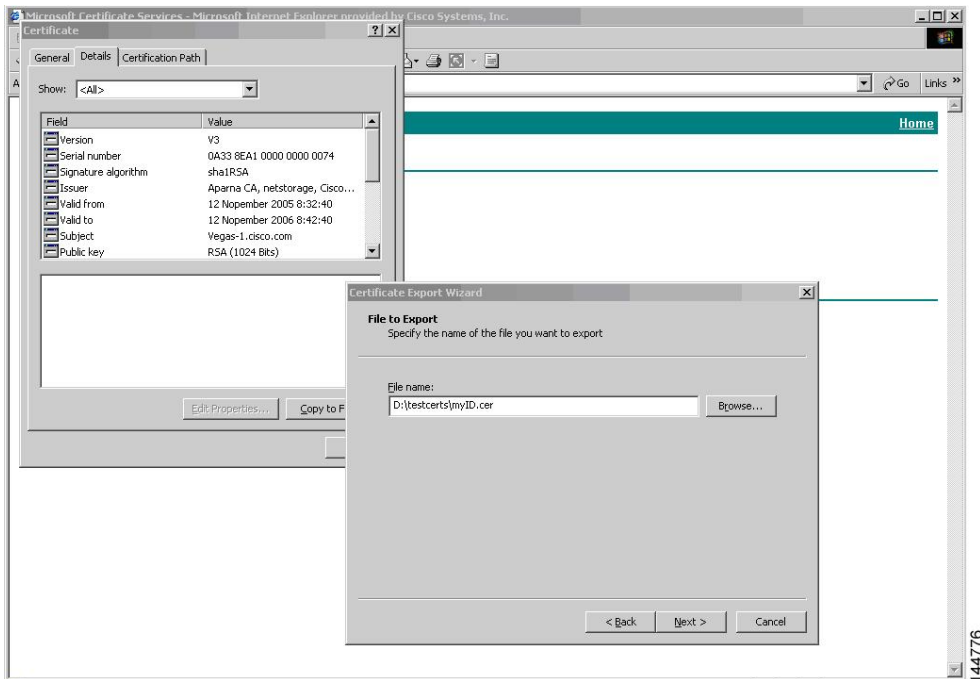 Microsoft Certificate Services - Microsoft Internet Explorer provided by Cisco Systems, Inc.
Certificate
General Details Certification Path
Show: <All>
Field Value
Version V3
Serial number 0A33 8EA1 0000 0000 0074
Signature algorithm sha1RSA
Issuer Aparna CA, netstorage, Cisco...
Valid from 12 Nopember 2005 8:32:40
Valid to 12 Nopember 2006 8:42:40
Subject Vegas-1.cisco.com
Public key RSA (1024 Bits)
Edit Properties... Copy to F
Go Links »
Home
Certificate Export Wizard
File to Export
Specify the name of the file you want to export
File name:
D:\testcerts\myID.cer Browse...
< Back Next > Cancel
144776